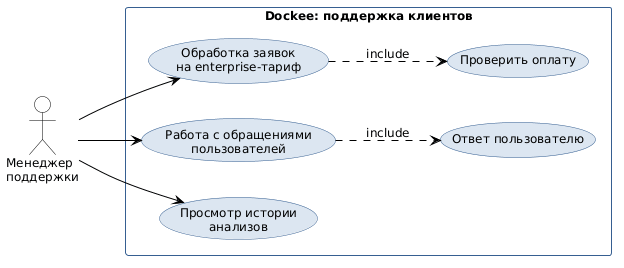 Dockee: поддержка клиентов
Обработка заявок
на enterprise-тариф
include
Проверить оплату
Менеджер
поддержки
Работа с обращениями
пользователей
include
Ответ пользователю
Просмотр истории
анализов